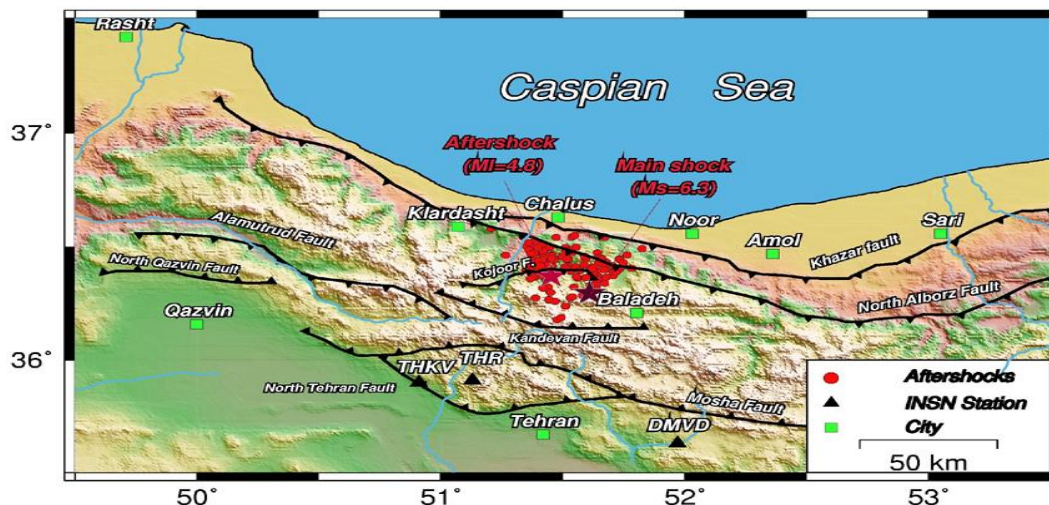 Rasht
Caspian Sea
37°
Aftershock
(Ml=4.8)
Main shock
(Ms=6.3)
Klardasht
Chalus
Noor
Amol
Sari
Alamutrud Fault
Khazar fault
North Qazvin Fault
Kojoor F.
Baladeh
North Alborz Fault
Qazvin
Kandevan Fault
36°
THKV
THR
North Tehran Fault
Mosha Fault
Tehran
DMVD
Aftershocks
INSN Station
City
50 km
50°
51°
52°
53°